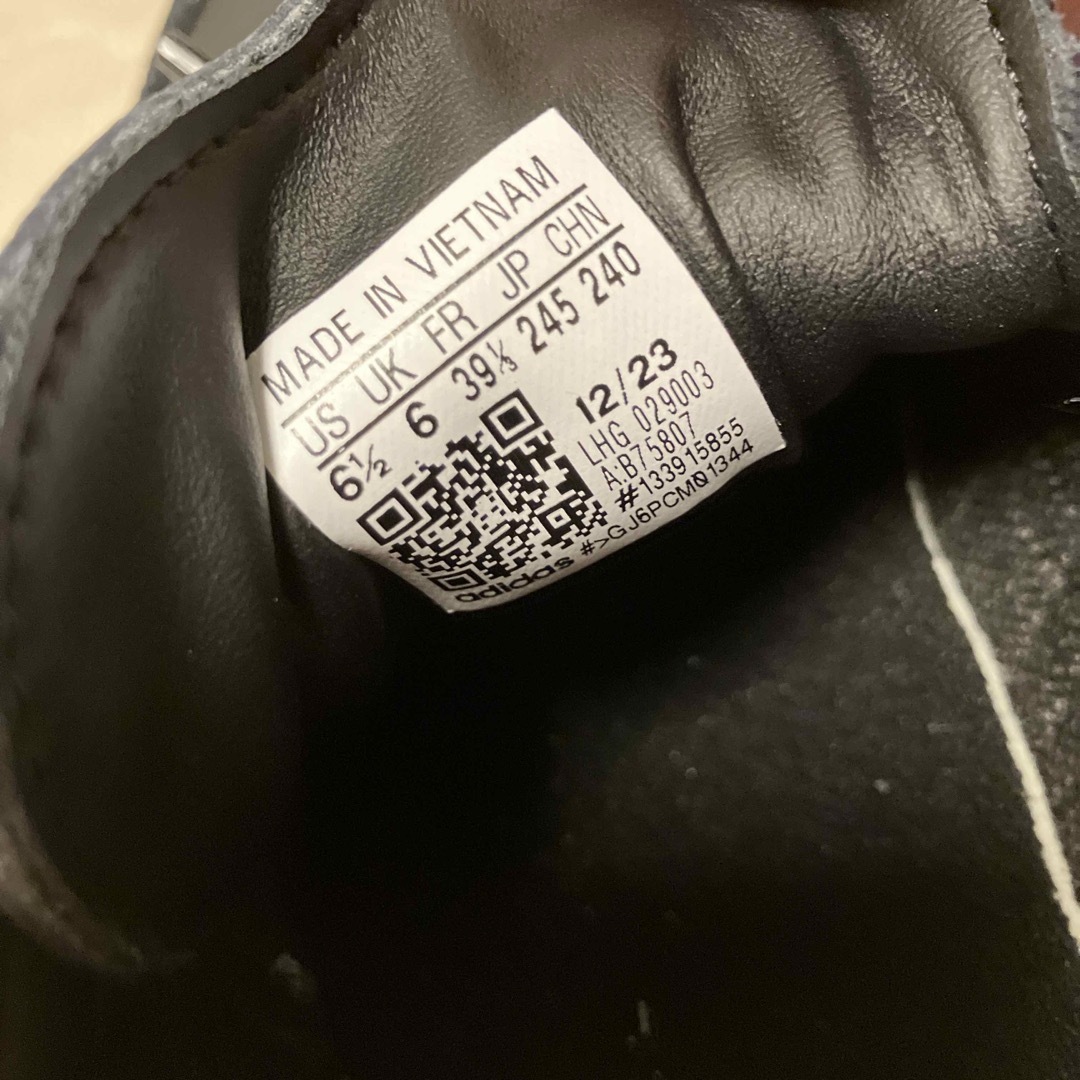 MADE IN VIETNAM
US UK FR JP CHN
6½ 6 39⅓ 245 240
12/23
LHG 029003
A:B75807
#133915855
#>GJ6PCMQ1344
adidas